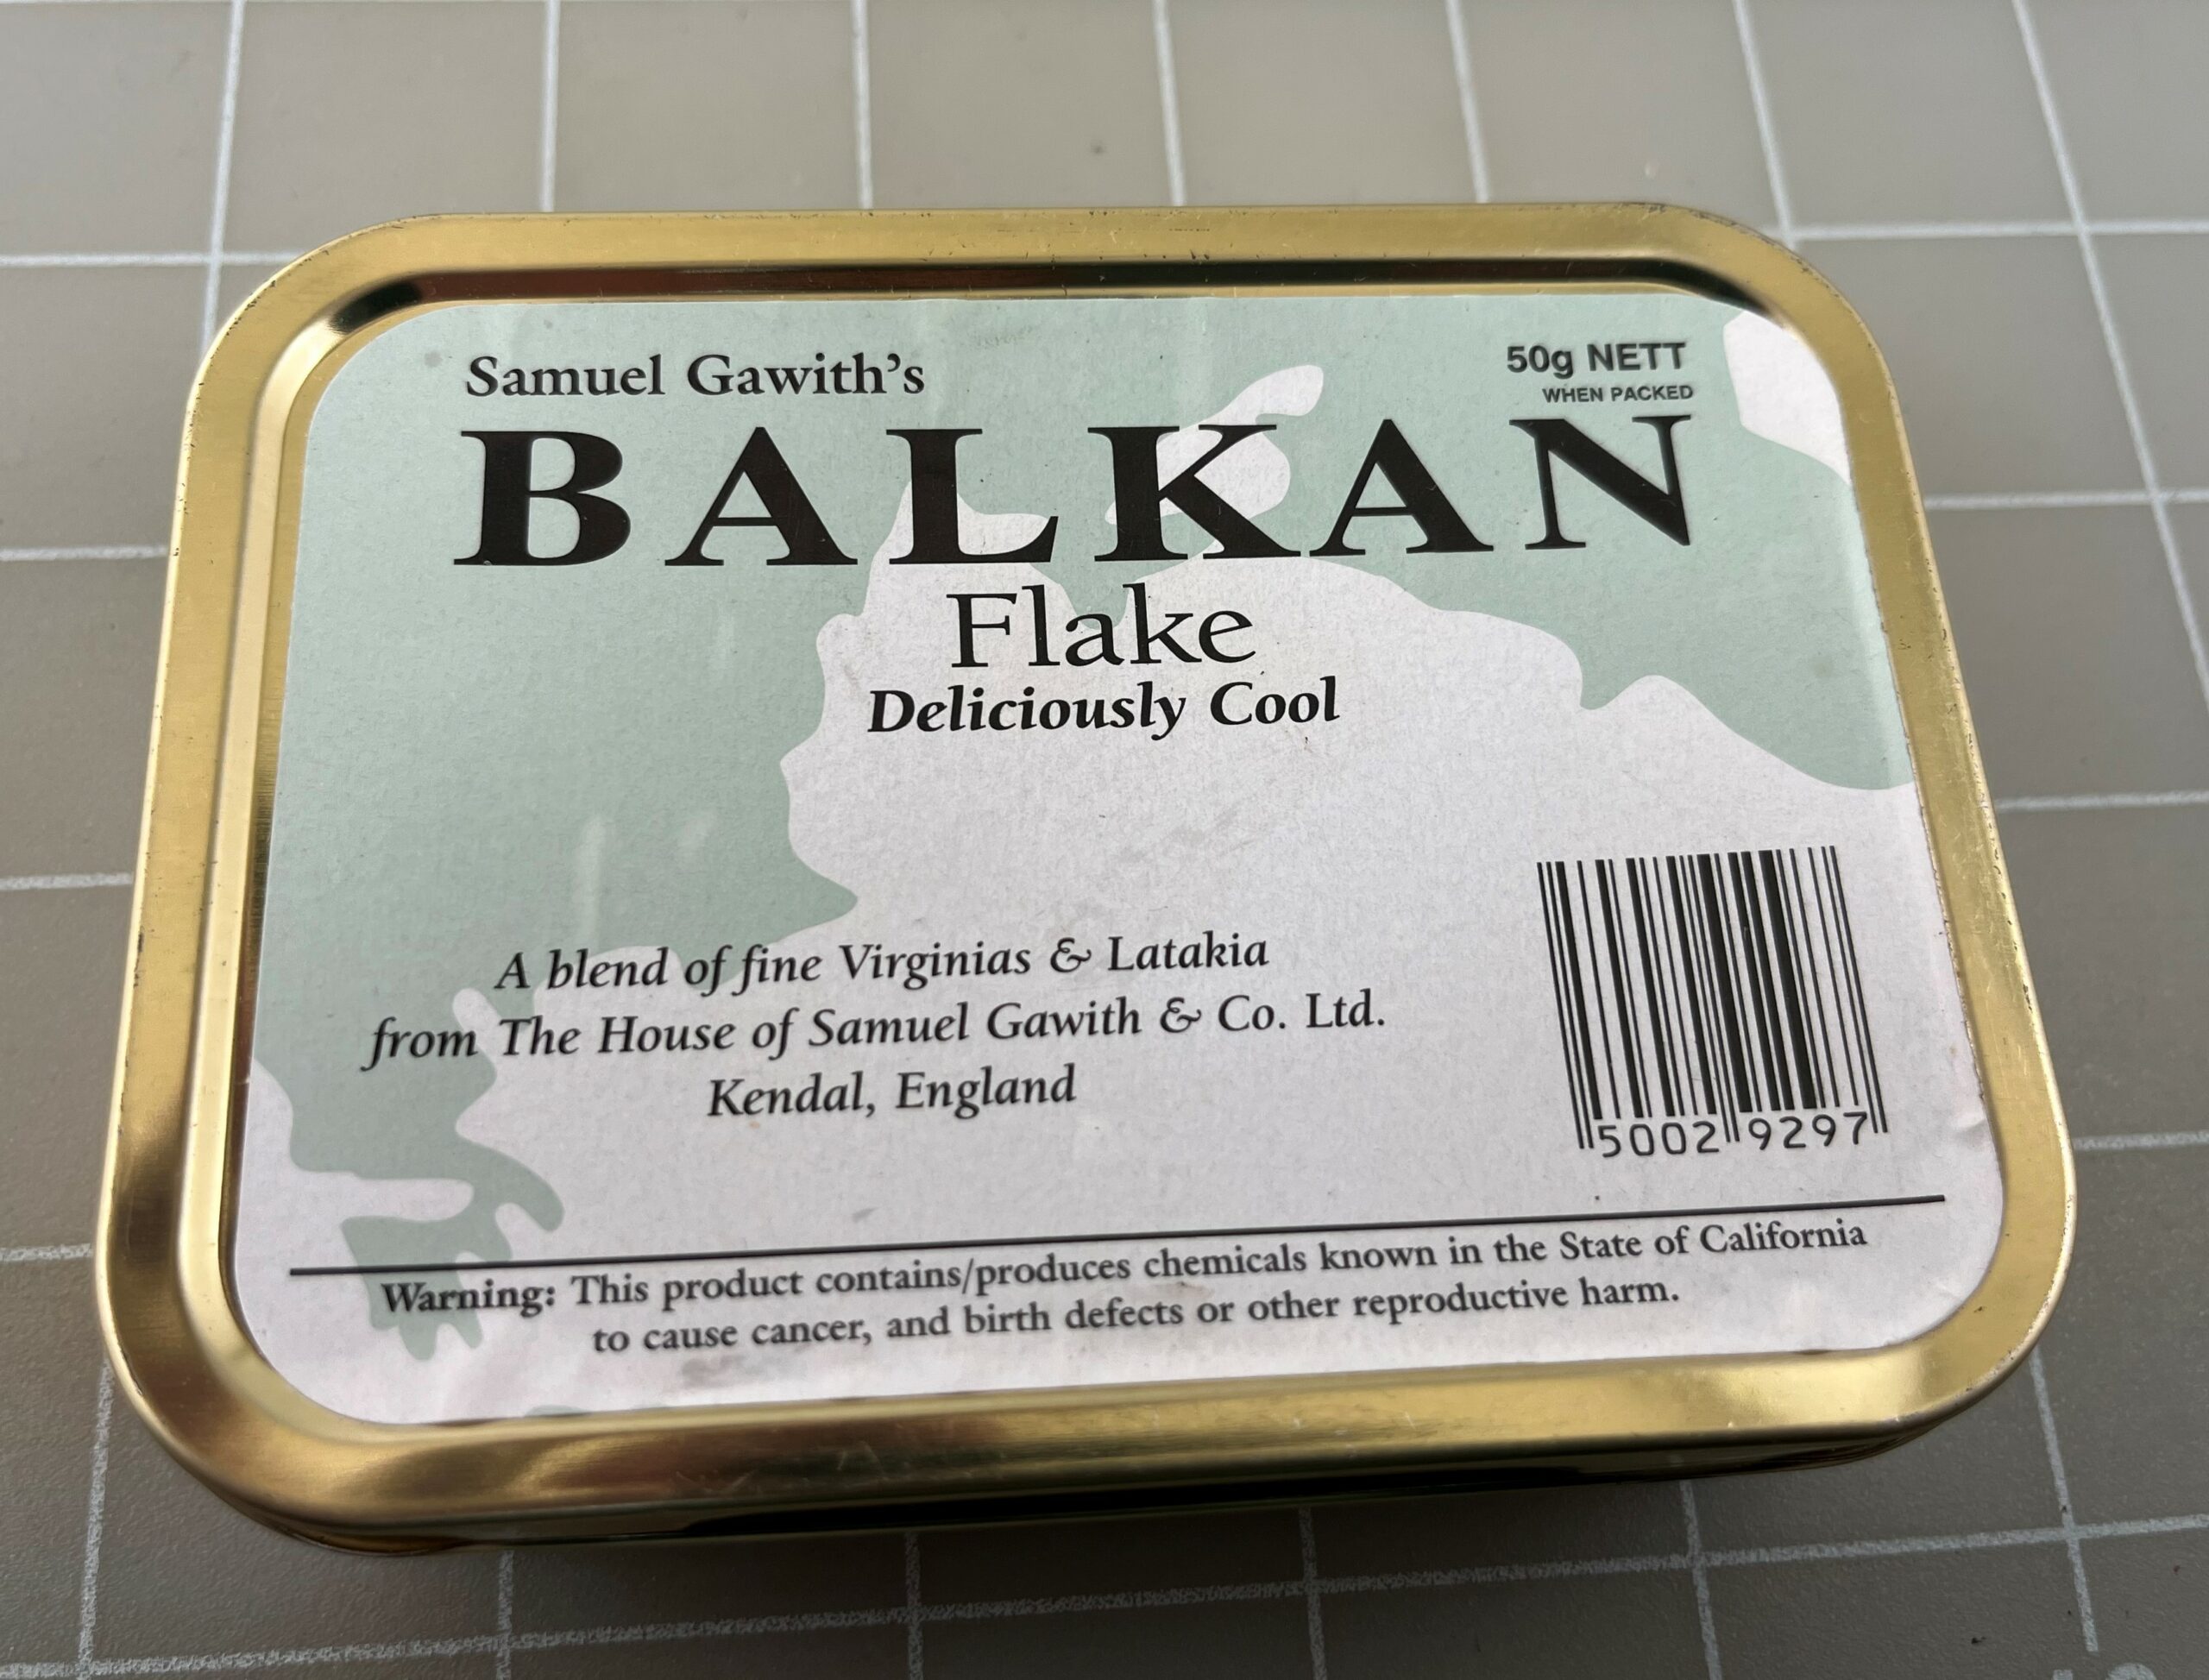 Samuel Gawith's
50g NETT
WHEN PACKED
BALKAN
Flake
Deliciously Cool
A blend of fine Virginias & Latakia
from The House of Samuel Gawith & Co. Ltd.
Kendal, England
5002 9297
Warning: This product contains/produces chemicals known in the State of California
to cause cancer, and birth defects or other reproductive harm.